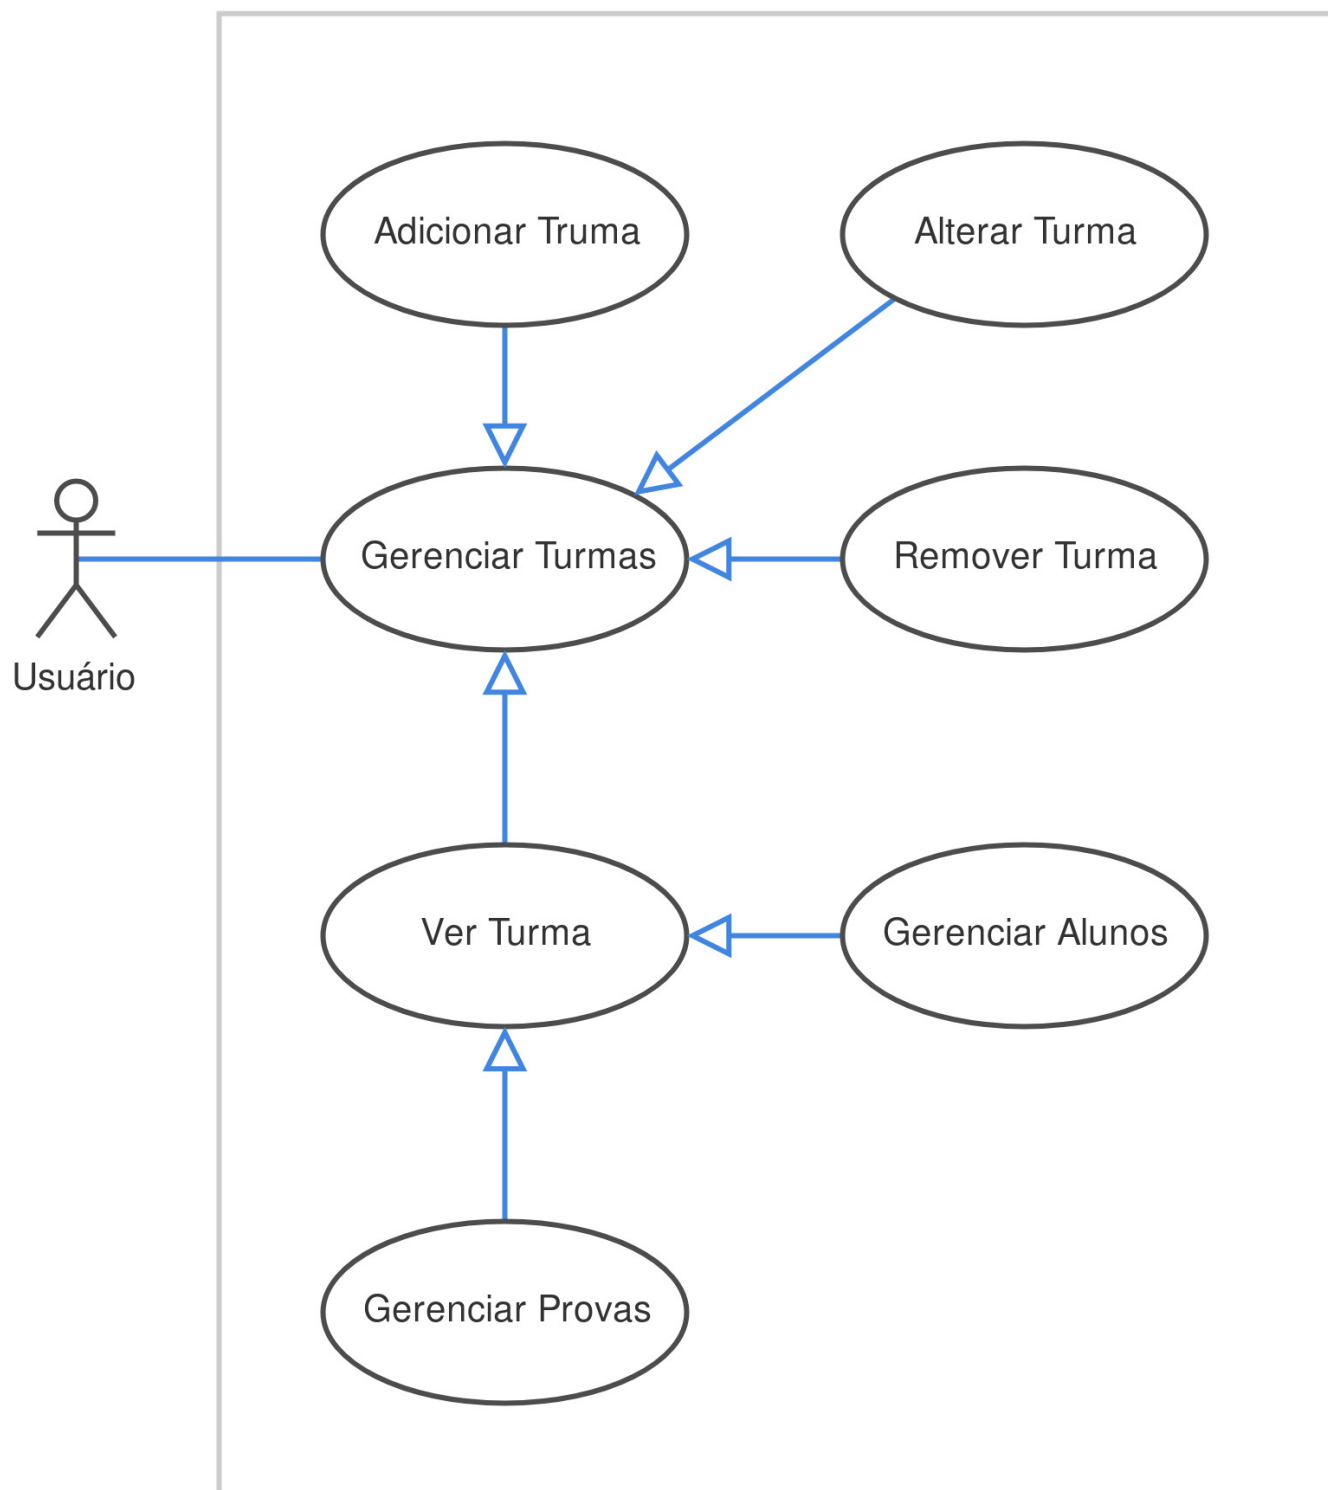 Adicionar Truma
Alterar Turma
Gerenciar Turmas
Remover Turma
Usuário
Ver Turma
Gerenciar Alunos
Gerenciar Provas